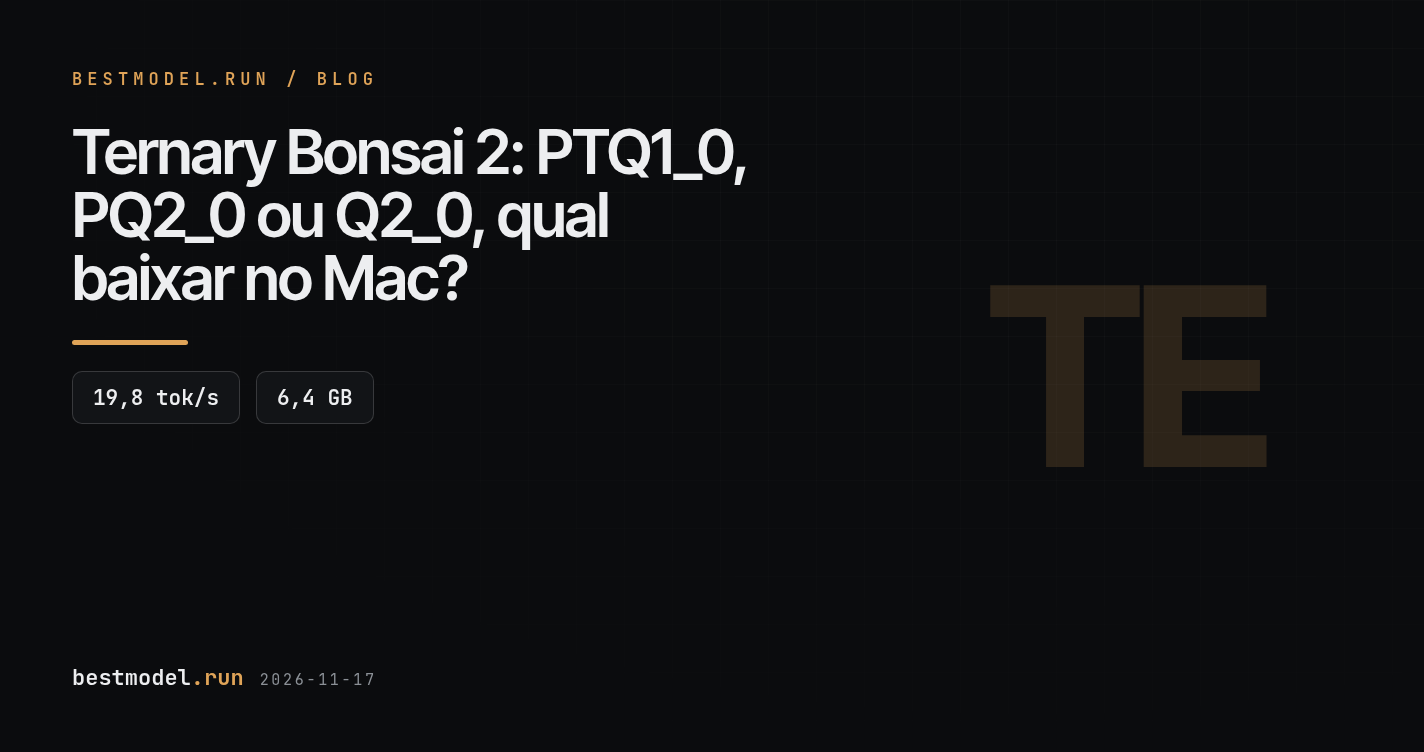 BESTMODEL.RUN / BLOG
Ternary Bonsai 2: PTQ1_0,
PQ2_0 ou Q2_0, qual
baixar no Mac?
19,8 tok/s 6,4 GB
TE
bestmodel.run 2026-11-17